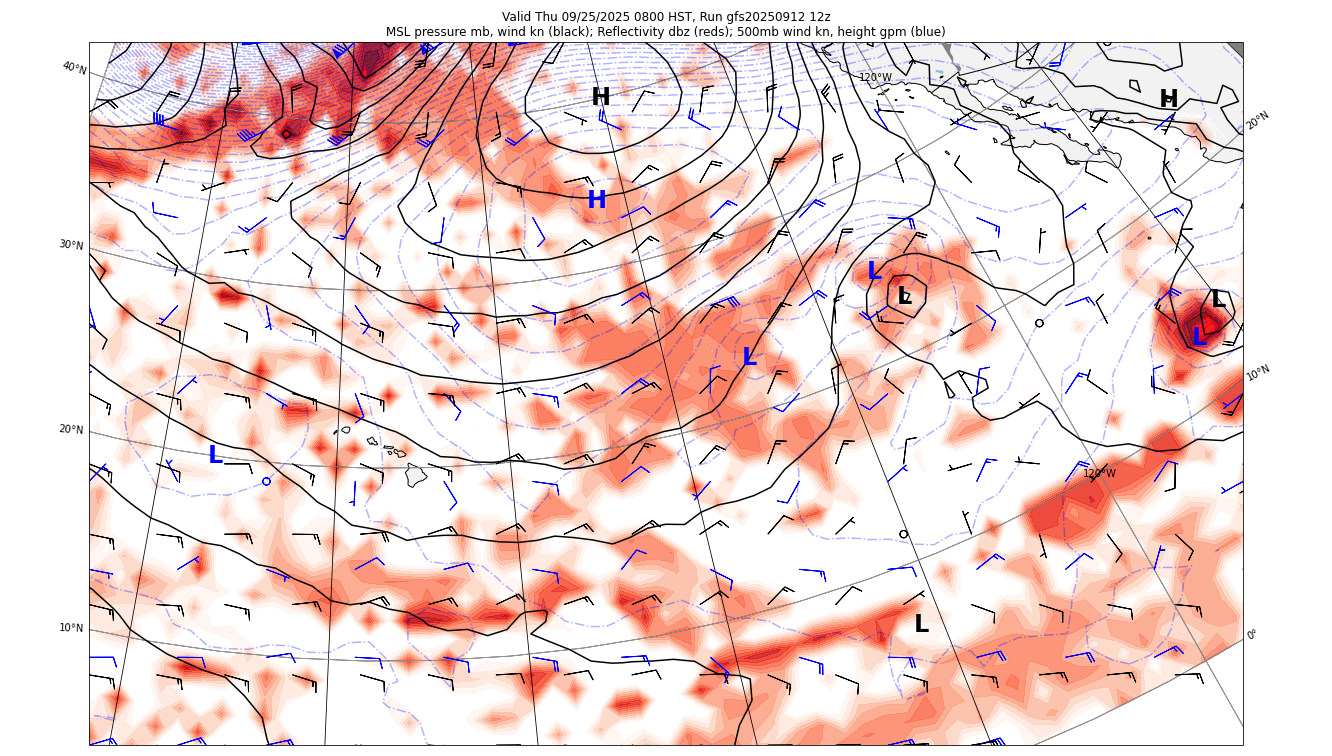 Valid Thu 09/25/2025 0800 HST, Run gfs20250912 12z
MSL pressure mb, wind kn (black); Reflectivity dbz (reds); 500mb wind kn, height gpm (blue)
40°N
120°W
H
H
20°N
H
30°N
L
L
L
L
L
10°N
20°N
L
120°W
10°N
L
0°